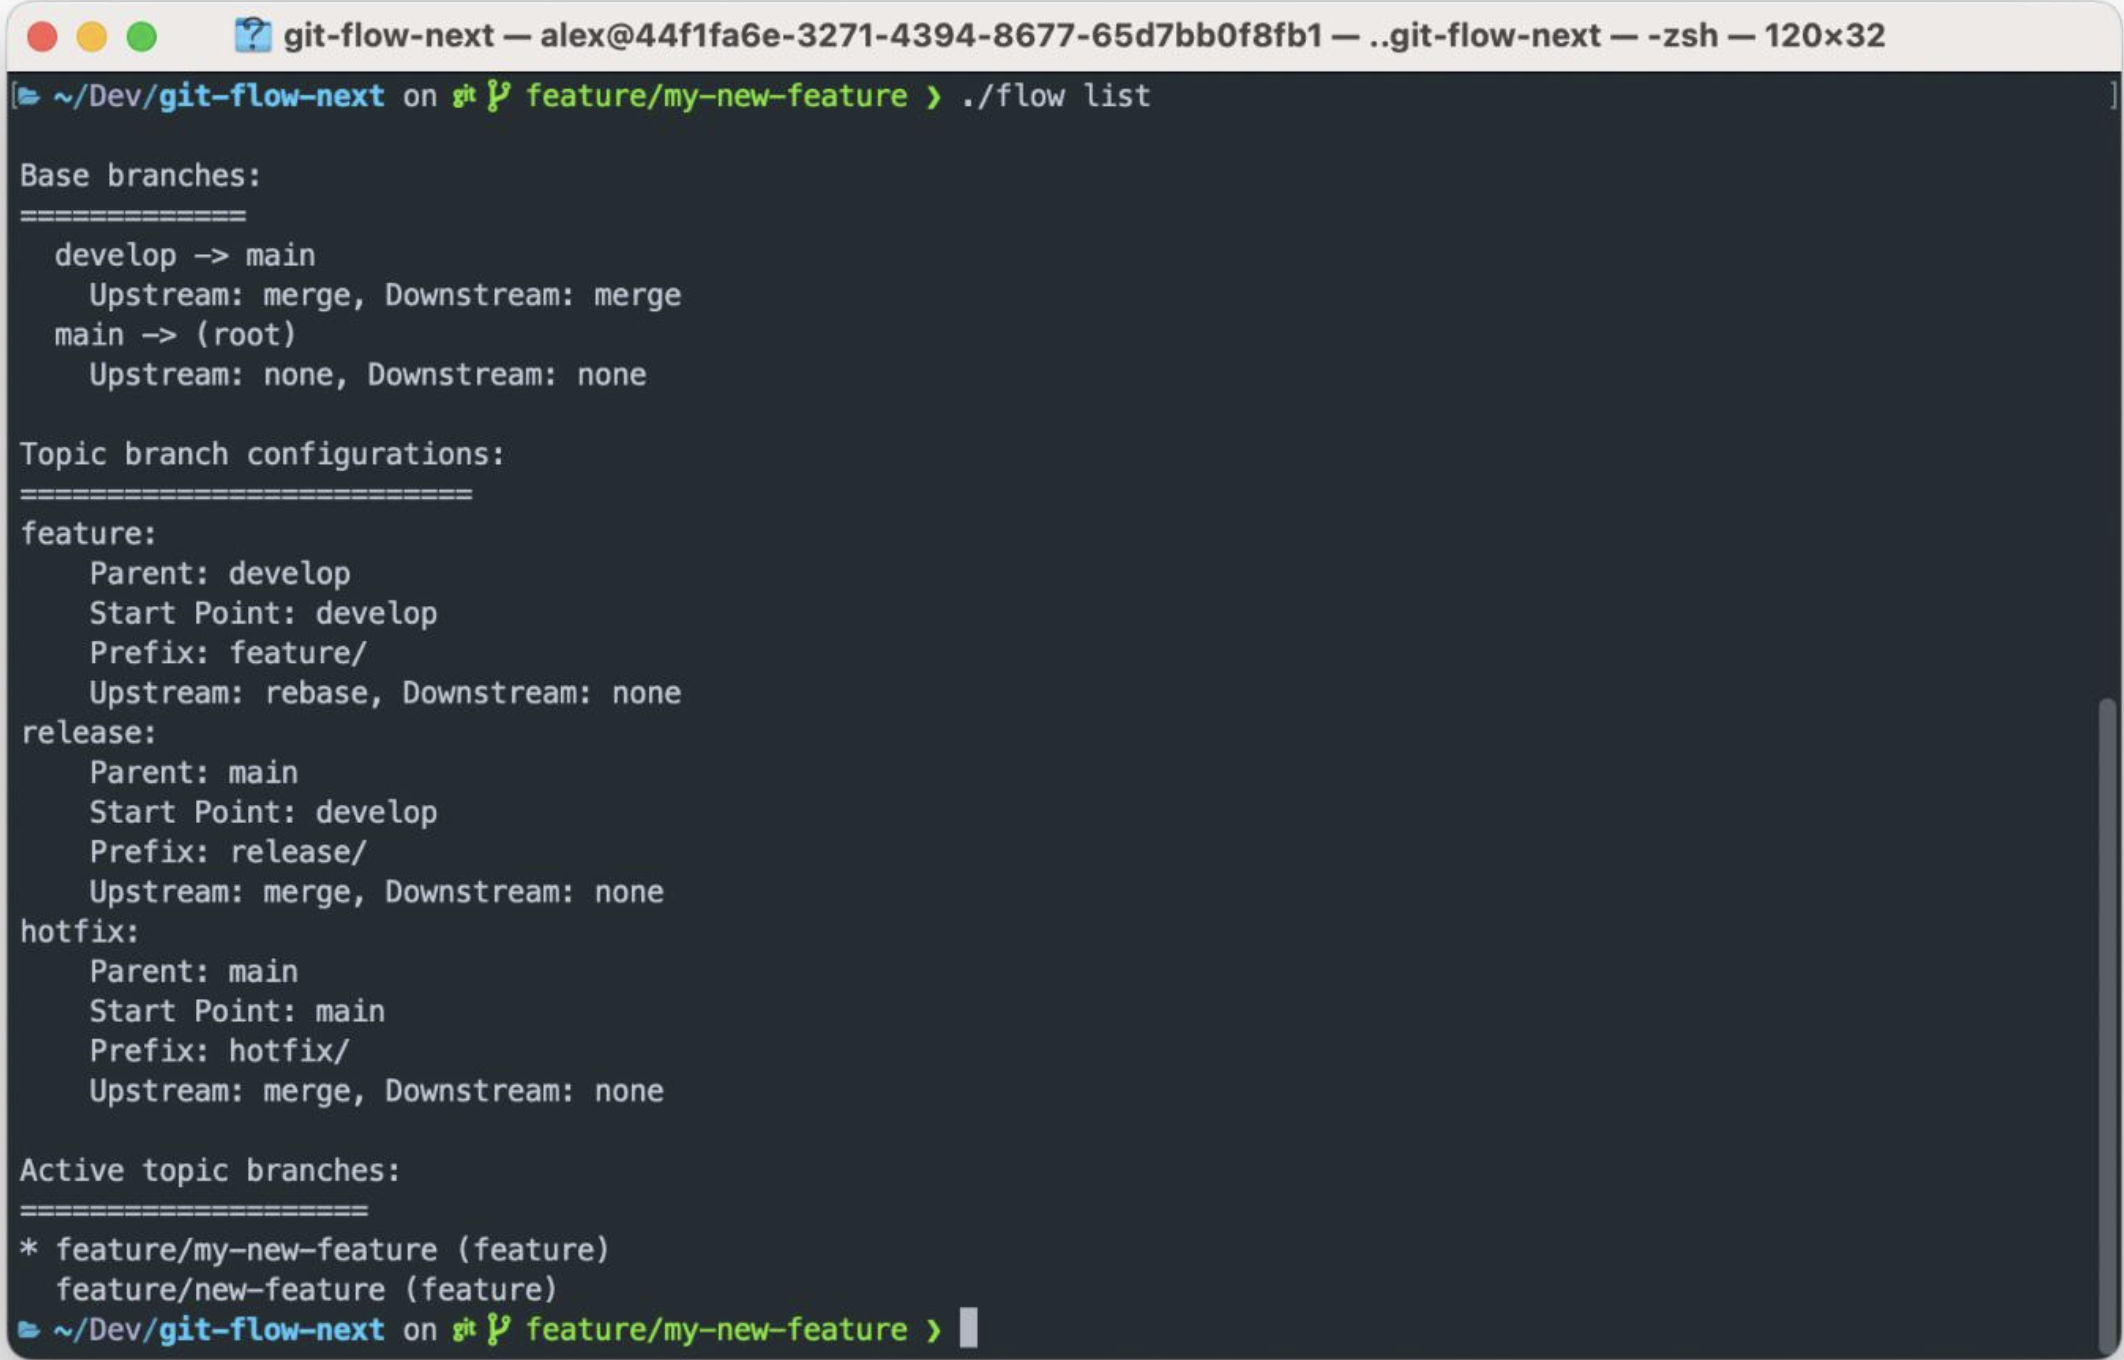 git-flow-next — alex@44f1fa6e-3271-4394-8677-65d7bb0f8fb1 — ..git-flow-next — -zsh — 120×32
[ ~/Dev/git-flow-next on git feature/my-new-feature ❯ ./flow list ]
Base branches:
=============
  develop -> main
    Upstream: merge, Downstream: merge
  main -> (root)
    Upstream: none, Downstream: none
Topic branch configurations:
==========================
feature:
    Parent: develop
    Start Point: develop
    Prefix: feature/
    Upstream: rebase, Downstream: none
release:
    Parent: main
    Start Point: develop
    Prefix: release/
    Upstream: merge, Downstream: none
hotfix:
    Parent: main
    Start Point: main
    Prefix: hotfix/
    Upstream: merge, Downstream: none
Active topic branches:
====================
* feature/my-new-feature (feature)
  feature/new-feature (feature)
~/Dev/git-flow-next on git feature/my-new-feature ❯